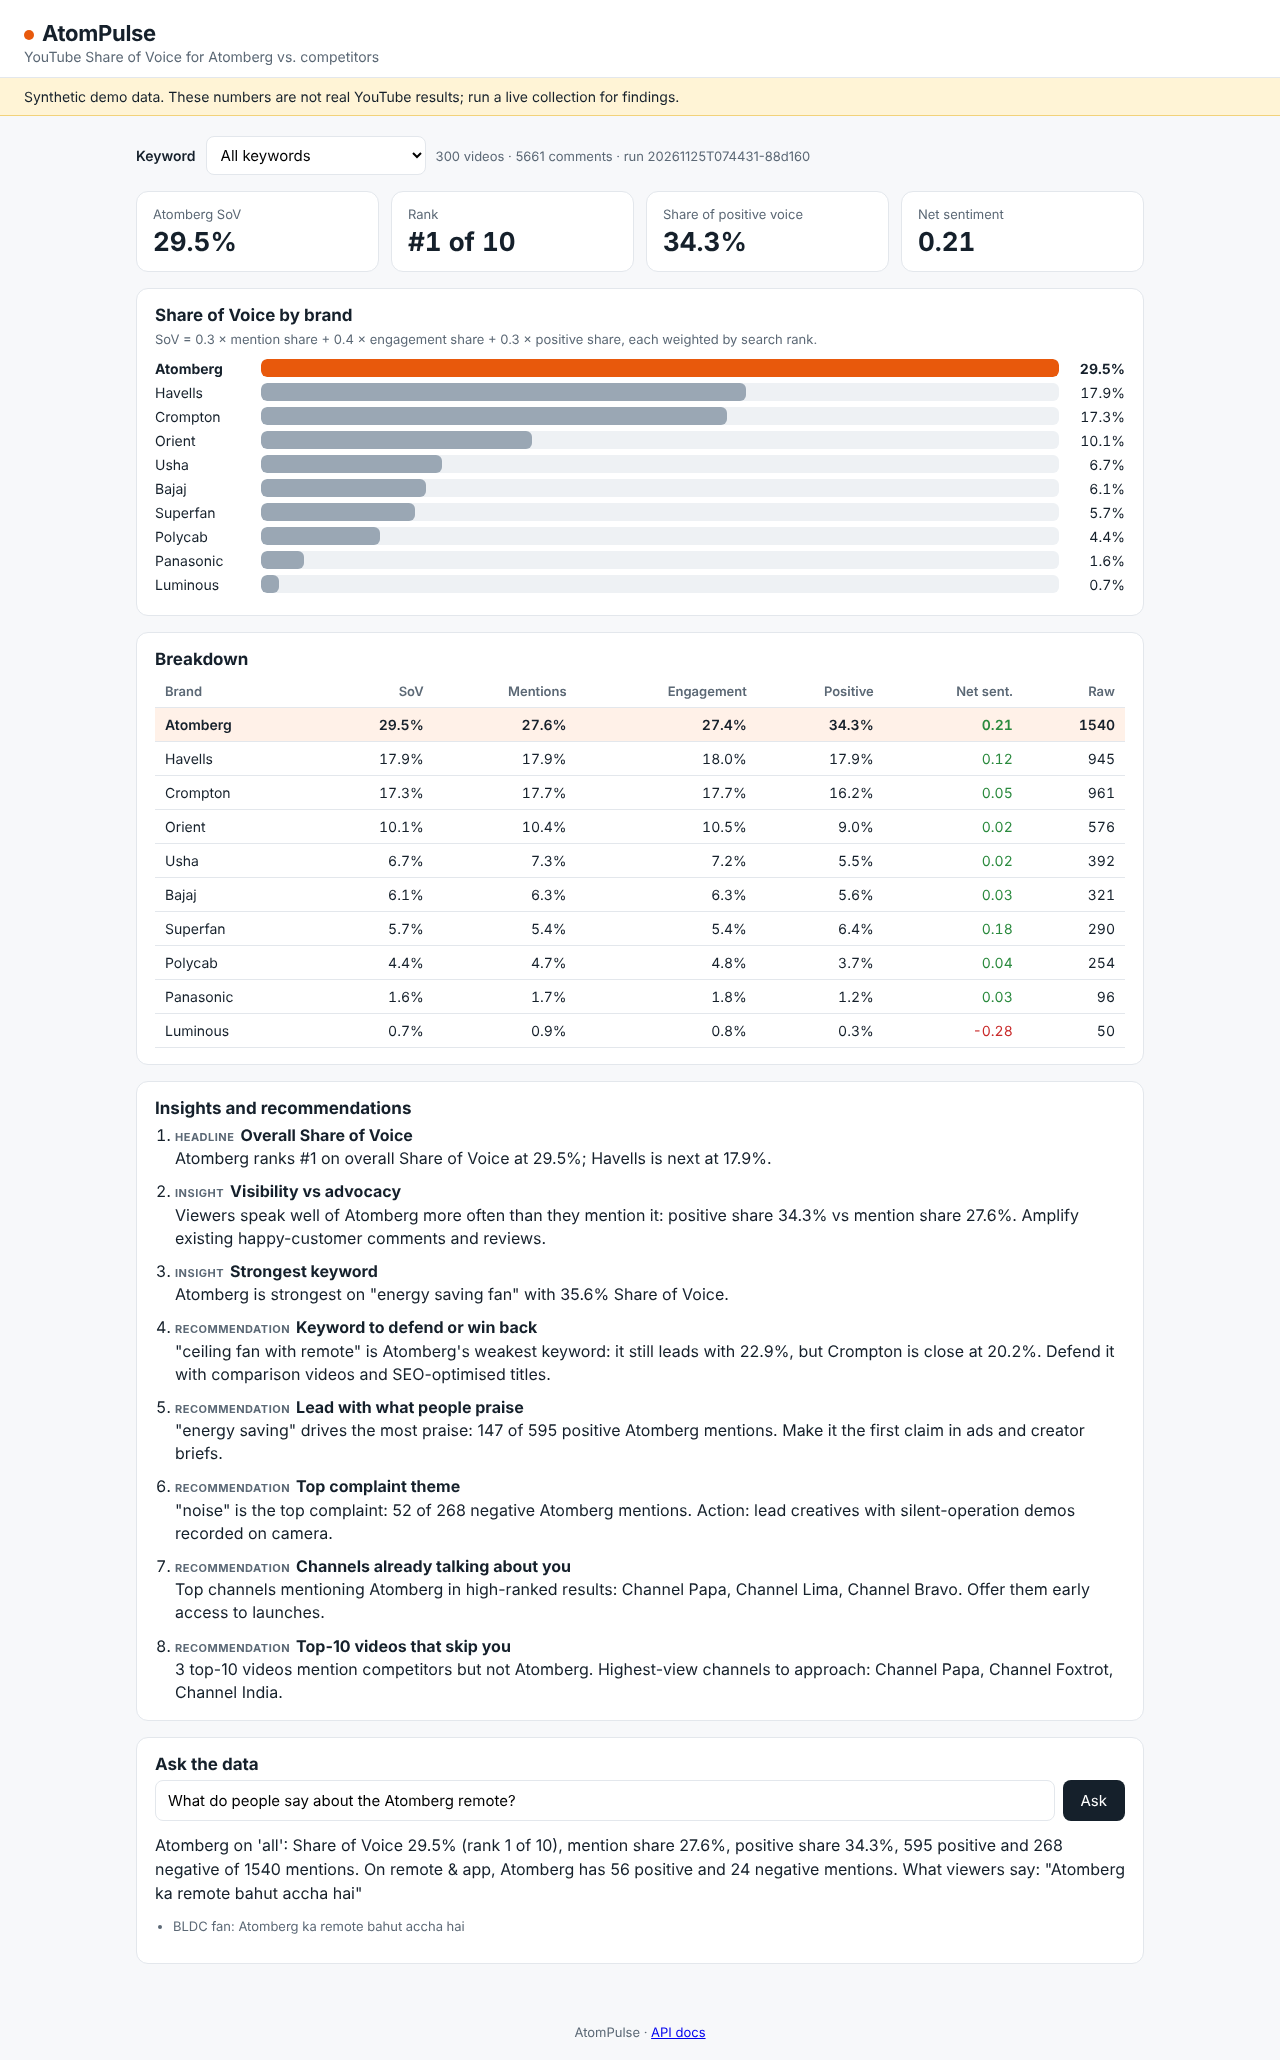 AtomPulse
YouTube Share of Voice for Atomberg vs. competitors
Synthetic demo data. These numbers are not real YouTube results; run a live collection for findings.
Keyword All keywords 300 videos · 5661 comments · run 20261125T074431-88d160
Atomberg SoV
29.5%
Rank
#1 of 10
Share of positive voice
34.3%
Net sentiment
0.21
Share of Voice by brand
SoV = 0.3 × mention share + 0.4 × engagement share + 0.3 × positive share, each weighted by search rank.
Atomberg 29.5%
Havells 17.9%
Crompton 17.3%
Orient 10.1%
Usha 6.7%
Bajaj 6.1%
Superfan 5.7%
Polycab 4.4%
Panasonic 1.6%
Luminous 0.7%
Breakdown
Brand SoV Mentions Engagement Positive Net sent. Raw
Atomberg 29.5% 27.6% 27.4% 34.3% 0.21 1540
Havells 17.9% 17.9% 18.0% 17.9% 0.12 945
Crompton 17.3% 17.7% 17.7% 16.2% 0.05 961
Orient 10.1% 10.4% 10.5% 9.0% 0.02 576
Usha 6.7% 7.3% 7.2% 5.5% 0.02 392
Bajaj 6.1% 6.3% 6.3% 5.6% 0.03 321
Superfan 5.7% 5.4% 5.4% 6.4% 0.18 290
Polycab 4.4% 4.7% 4.8% 3.7% 0.04 254
Panasonic 1.6% 1.7% 1.8% 1.2% 0.03 96
Luminous 0.7% 0.9% 0.8% 0.3% -0.28 50
Insights and recommendations
1. HEADLINE Overall Share of Voice
Atomberg ranks #1 on overall Share of Voice at 29.5%; Havells is next at 17.9%.
2. INSIGHT Visibility vs advocacy
Viewers speak well of Atomberg more often than they mention it: positive share 34.3% vs mention share 27.6%. Amplify
existing happy-customer comments and reviews.
3. INSIGHT Strongest keyword
Atomberg is strongest on "energy saving fan" with 35.6% Share of Voice.
4. RECOMMENDATION Keyword to defend or win back
"ceiling fan with remote" is Atomberg's weakest keyword: it still leads with 22.9%, but Crompton is close at 20.2%. Defend it
with comparison videos and SEO-optimised titles.
5. RECOMMENDATION Lead with what people praise
"energy saving" drives the most praise: 147 of 595 positive Atomberg mentions. Make it the first claim in ads and creator
briefs.
6. RECOMMENDATION Top complaint theme
"noise" is the top complaint: 52 of 268 negative Atomberg mentions. Action: lead creatives with silent-operation demos
recorded on camera.
7. RECOMMENDATION Channels already talking about you
Top channels mentioning Atomberg in high-ranked results: Channel Papa, Channel Lima, Channel Bravo. Offer them early
access to launches.
8. RECOMMENDATION Top-10 videos that skip you
3 top-10 videos mention competitors but not Atomberg. Highest-view channels to approach: Channel Papa, Channel Foxtrot,
Channel India.
Ask the data
What do people say about the Atomberg remote? Ask
Atomberg on 'all': Share of Voice 29.5% (rank 1 of 10), mention share 27.6%, positive share 34.3%, 595 positive and 268
negative of 1540 mentions. On remote & app, Atomberg has 56 positive and 24 negative mentions. What viewers say: "Atomberg
ka remote bahut accha hai"
• BLDC fan: Atomberg ka remote bahut accha hai
AtomPulse · API docs